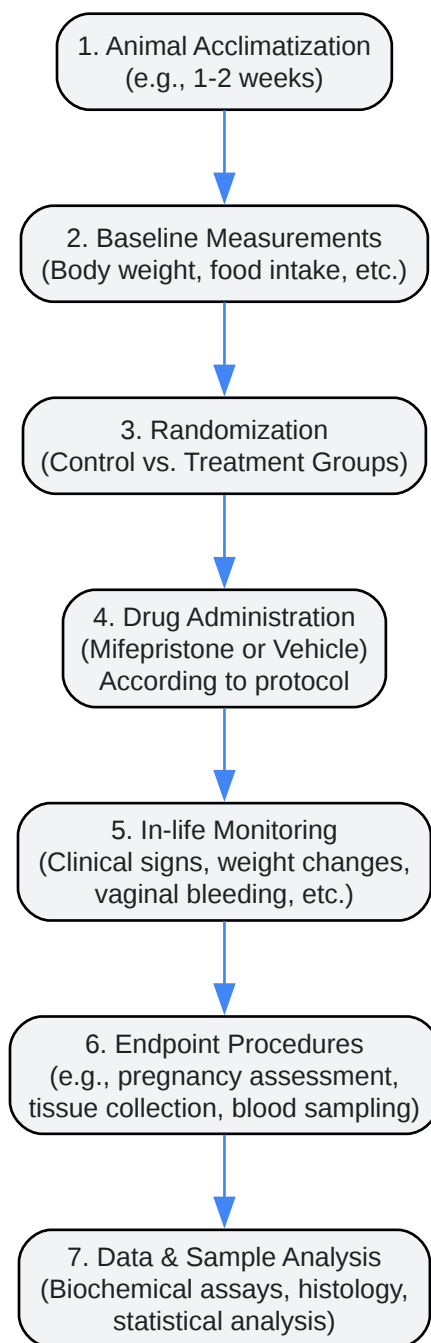 1. Animal Acclimatization
(e.g., 1-2 weeks)
2. Baseline Measurements
(Body weight, food intake, etc.)
3. Randomization
(Control vs. Treatment Groups)
4. Drug Administration
(Mifepristone or Vehicle)
According to protocol
5. In-life Monitoring
(Clinical signs, weight changes,
vaginal bleeding, etc.)
6. Endpoint Procedures
(e.g., pregnancy assessment,
tissue collection, blood sampling)
7. Data & Sample Analysis
(Biochemical assays, histology,
statistical analysis)